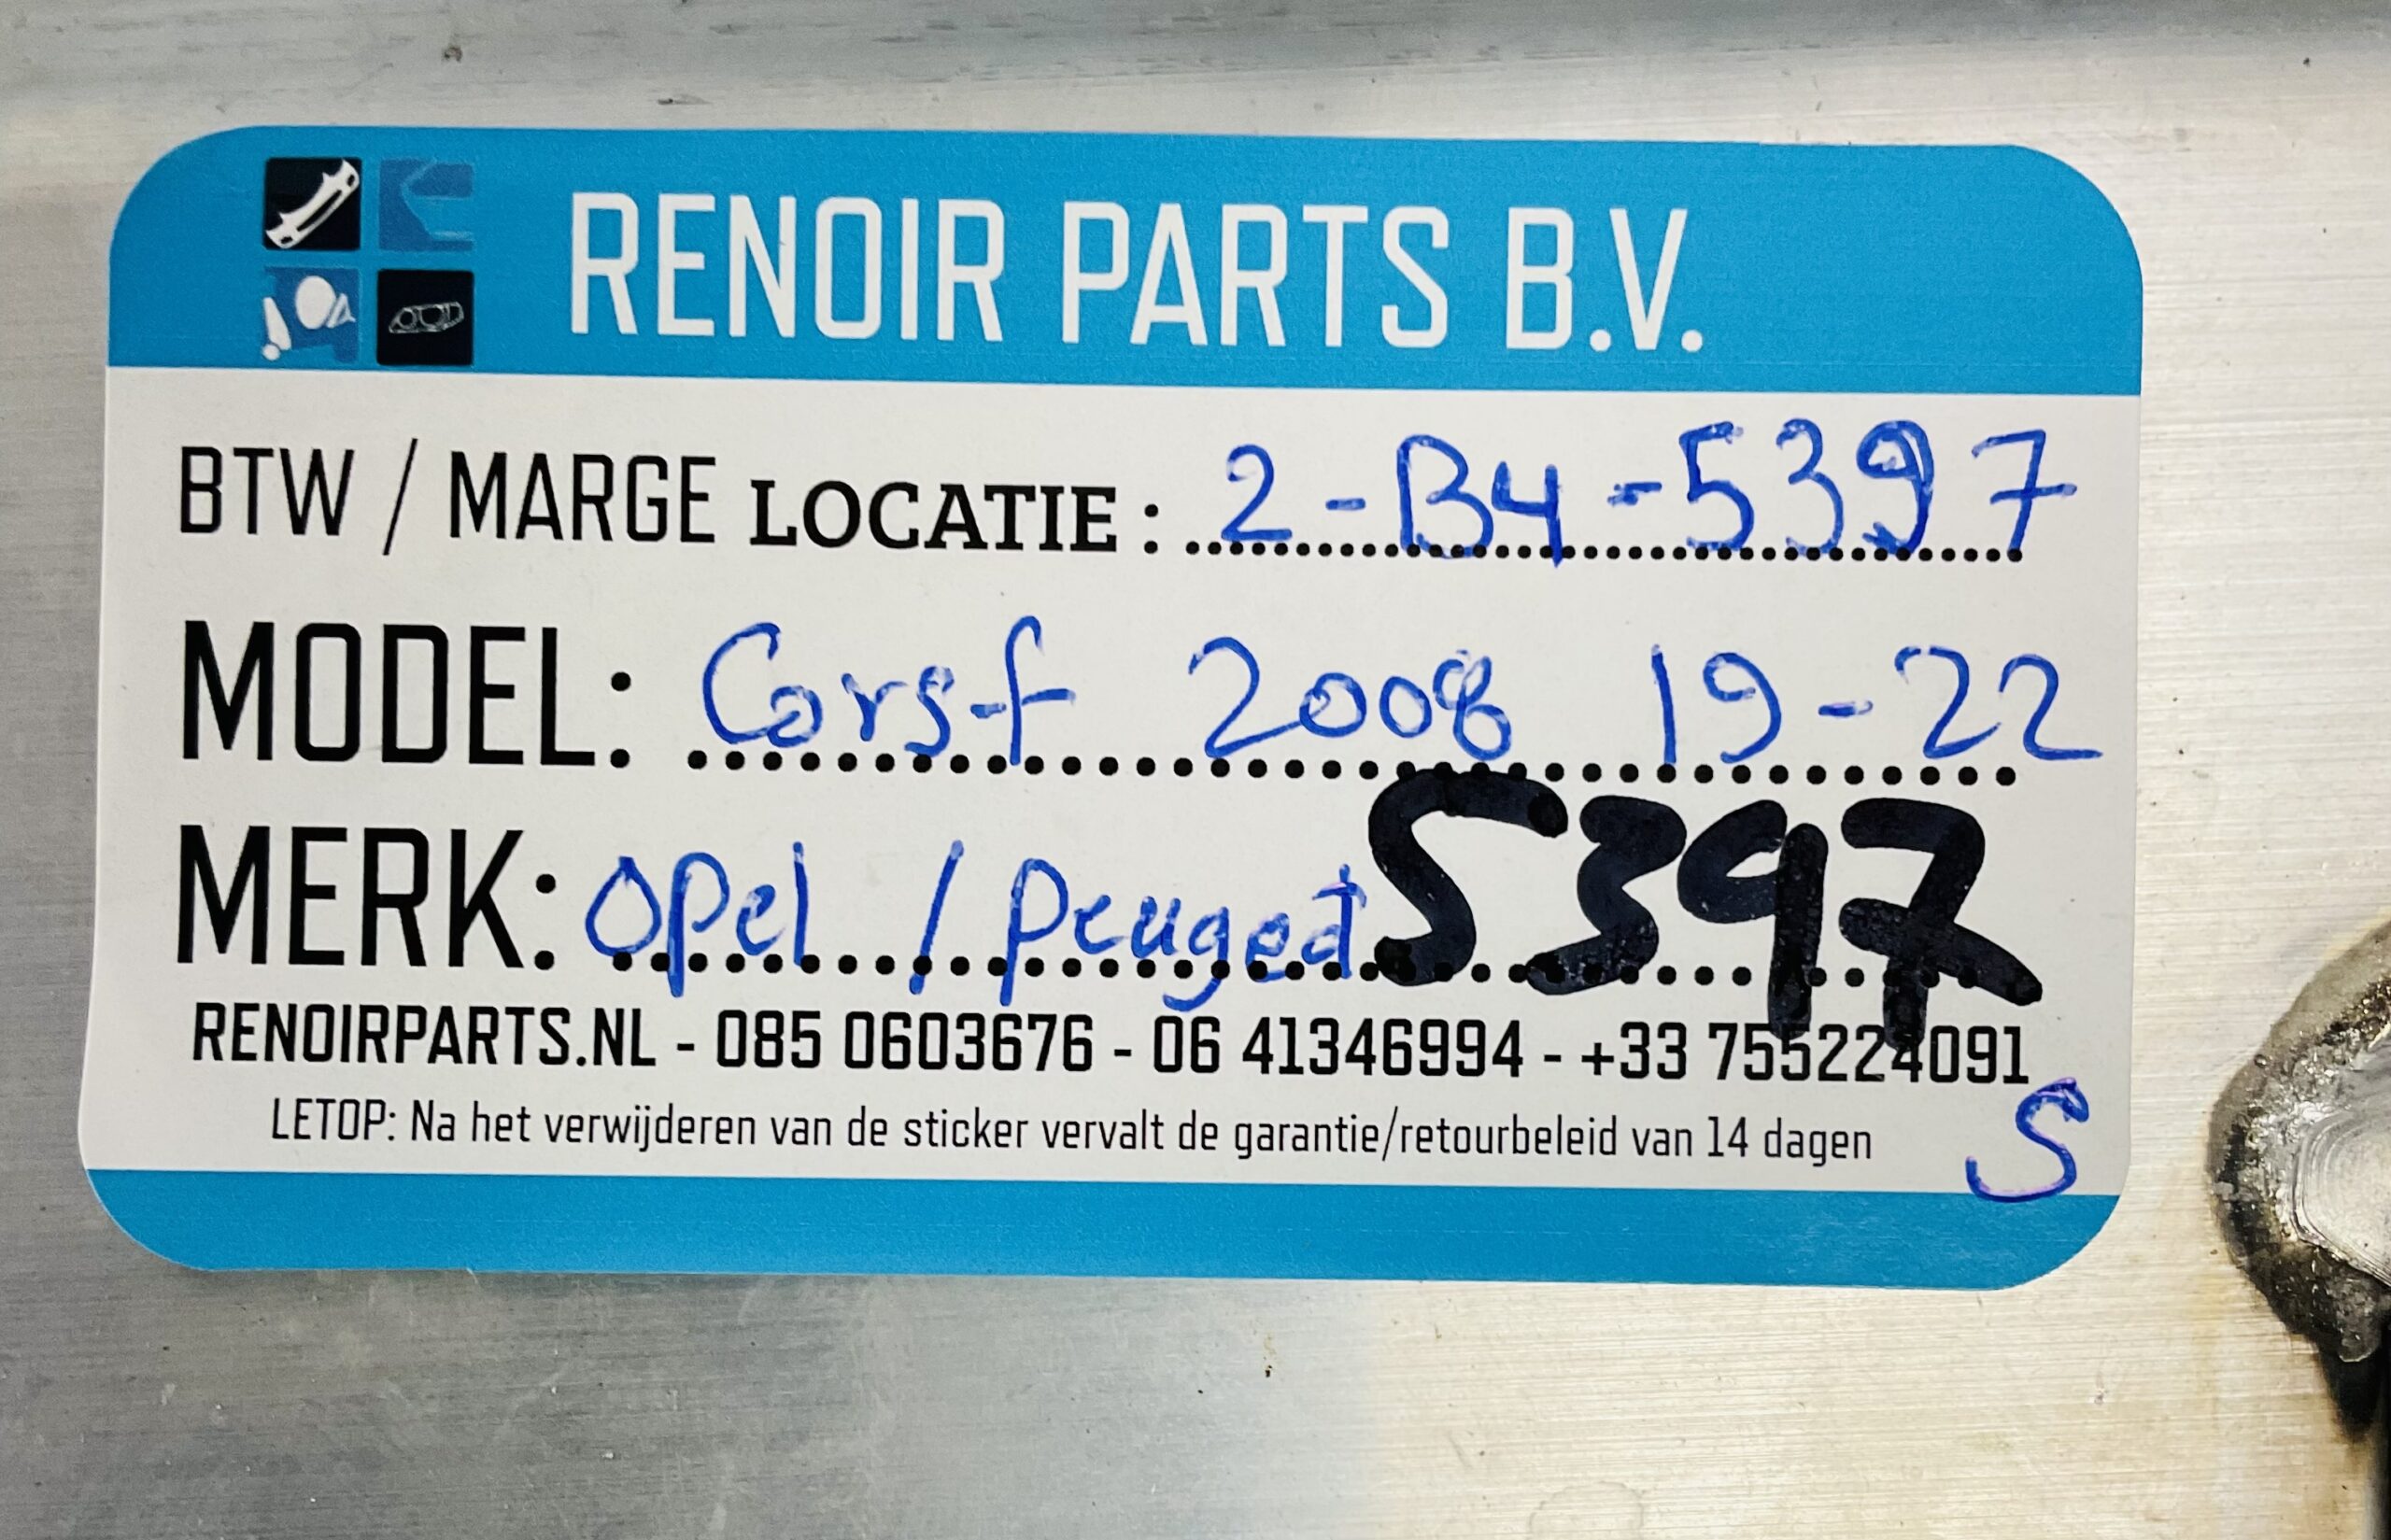 RENOIR PARTS B.V.
BTW / MARGE LOCATIE : 2-B4-5397
MODEL: Cors-f 2008 19-22
MERK: Opel / Peugeot 5397
RENOIRPARTS.NL - 085 0603676 - 06 41346994 - +33 755224091
LETOP: Na het verwijderen van de sticker vervalt de garantie/retourbeleid van 14 dagen
S